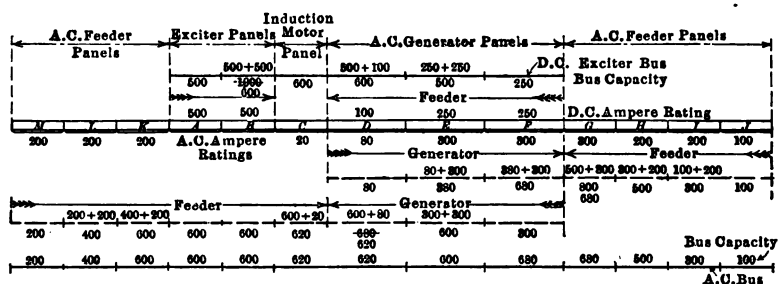 Induction
A.C.Feeder Exciter Panels Motor A.C.Generator Panels A.C.Feeder Panels
Panels Panel
500+500 300+100 250+250 D.C. Exciter Bus
500 1000 600 600 500 250 Bus Capacity
600
Feeder
500 500 100 250 250 D.C.Ampere Rating
M L K A B C D E F G H I J
200 200 200 A.C.Ampere 20 80 300 300 300 200 200 100
Ratings
Generator Feeder
80+300 380+300 500+300 300+200 100+200
80 380 680 800 500 300 100
680
Feeder Generator
200+200 400+200 600+20 600+80 300+300
200 400 600 600 600 620 680 600 300
620
Bus Capacity
200 400 600 600 600 620 620 600 680 680 500 300 100
A.C.Bus